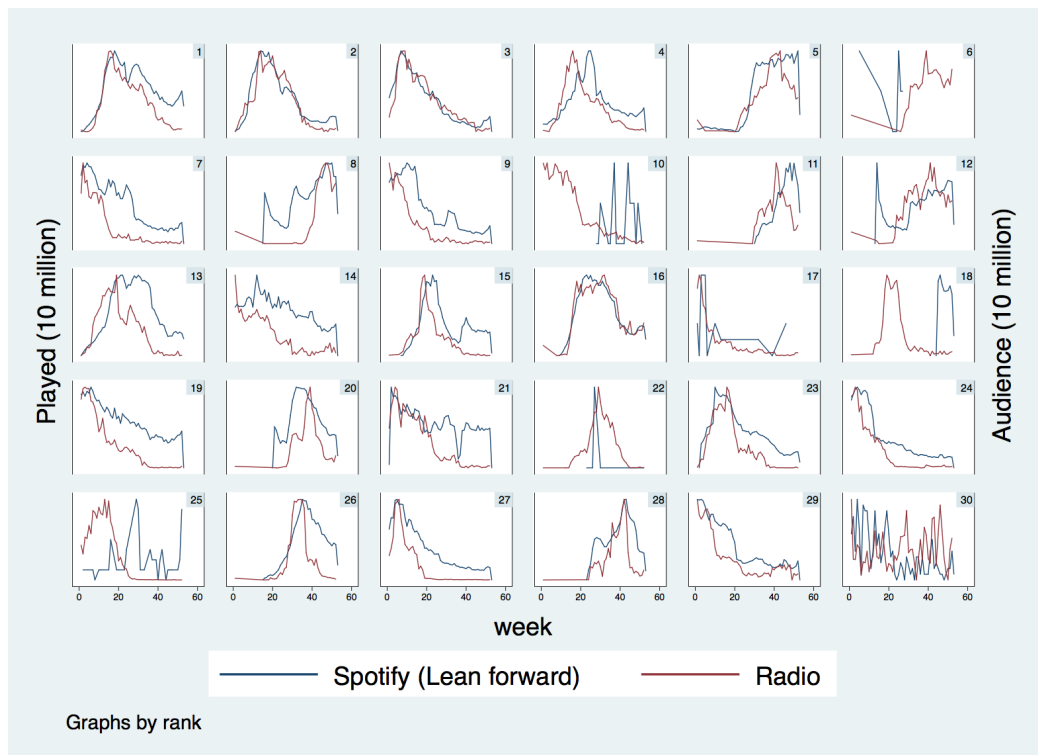 1 2 3 4 5 6
7 8 9 10 11 12
13 14 15 16 17 18
19 20 21 22 23 24
25 26 27 28 29 30
Played (10 million)
Audience (10 million)
0 20 40 60 0 20 40 60 0 20 40 60 0 20 40 60 0 20 40 60 0 20 40 60
week
Spotify (Lean forward) Radio
Graphs by rank